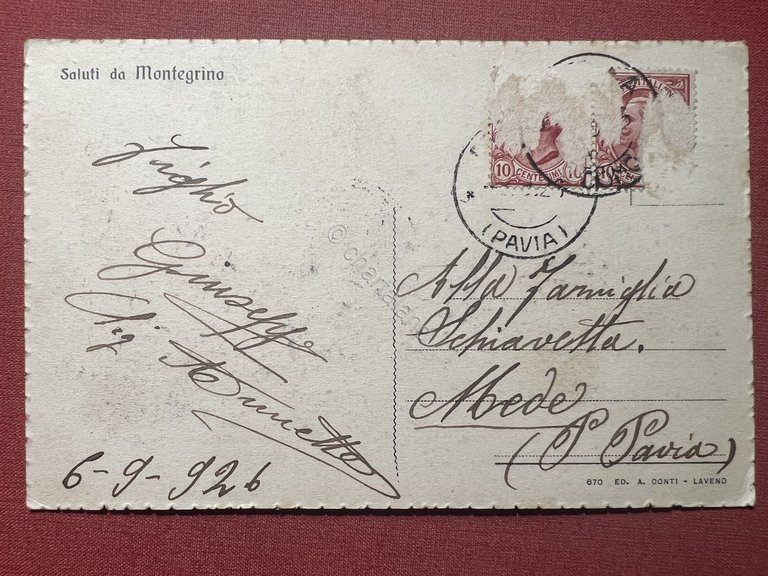 Saluti da Montegrino
Giuseppe
6-9-926
10 CENTESIMI 10
(PAVIA)
Alla Famiglia
Schiavetta.
Mede
(P Pavia)
670 ED. A. CONTI - LAVENO